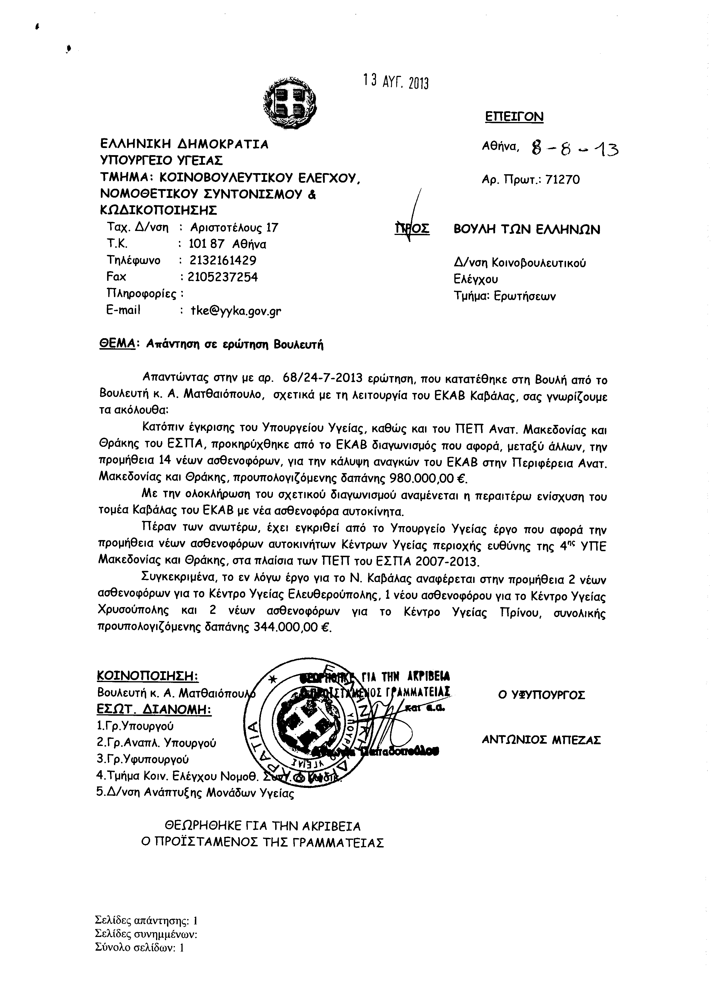 13 ΑΥΓ. 2013
ΕΠΕΙΓΟΝ
ΕΛΛΗΝΙΚΗ ΔΗΜΟΚΡΑΤΙΑ
ΥΠΟΥΡΓΕΙΟ ΥΓΕΙΑΣ
ΤΜΗΜΑ: ΚΟΙΝΟΒΟΥΛΕΥΤΙΚΟΥ ΕΛΕΓΧΟΥ,
ΝΟΜΟΘΕΤΙΚΟΥ ΣΥΝΤΟΝΙΣΜΟΥ &
ΚΩΔΙΚΟΠΟΙΗΣΗΣ
Ταχ. Δ/νση : Αριστοτέλους 17
Τ.Κ. : 101 87 Αθήνα
Τηλέφωνο : 2132161429
Fax : 2105237254
Πληροφορίες :
E-mail : tke@yyka.gov.gr
Αθήνα, 8-8-13
Αρ. Πρωτ.: 71270
ΠΡΟΣ ΒΟΥΛΗ ΤΩΝ ΕΛΛΗΝΩΝ
Δ/νση Κοινοβουλευτικού
Ελέγχου
Τμήμα: Ερωτήσεων
ΘΕΜΑ: Απάντηση σε ερώτηση Βουλευτή
Απαντώντας στην με αρ. 68/24-7-2013 ερώτηση, που κατατέθηκε στη Βουλή από το
Βουλευτή κ. Α. Ματθαιόπουλο, σχετικά με τη λειτουργία του ΕΚΑΒ Καβάλας, σας γνωρίζουμε
τα ακόλουθα:
Κατόπιν έγκρισης του Υπουργείου Υγείας, καθώς και του ΠΕΠ Ανατ. Μακεδονίας και
Θράκης του ΕΣΠΑ, προκηρύχθηκε από το ΕΚΑΒ διαγωνισμός που αφορά, μεταξύ άλλων, την
προμήθεια 14 νέων ασθενοφόρων, για την κάλυψη αναγκών του ΕΚΑΒ στην Περιφέρεια Ανατ.
Μακεδονίας και Θράκης, προυπολογιζόμενης δαπάνης 980.000,00 €.
Με την ολοκλήρωση του σχετικού διαγωνισμού αναμένεται η περαιτέρω ενίσχυση του
τομέα Καβάλας του ΕΚΑΒ με νέα ασθενοφόρα αυτοκίνητα.
Πέραν των ανωτέρω, έχει εγκριθεί από το Υπουργείο Υγείας έργο που αφορά την
προμήθεια νέων ασθενοφόρων αυτοκινήτων Κέντρων Υγείας περιοχής ευθύνης της 4ης ΥΠΕ
Μακεδονίας και Θράκης, στα πλαίσια των ΠΕΠ του ΕΣΠΑ 2007-2013.
Συγκεκριμένα, το εν λόγω έργο για το Ν. Καβάλας αναφέρεται στην προμήθεια 2 νέων
ασθενοφόρων για το Κέντρο Υγείας Ελευθερούπολης, 1 νέου ασθενοφόρου για το Κέντρο Υγείας
Χρυσούπολης και 2 νέων ασθενοφόρων για το Κέντρο Υγείας Πρίνου, συνολικής
προυπολογιζόμενης δαπάνης 344.000,00 €.
ΚΟΙΝΟΠΟΙΗΣΗ:
Βουλευτή κ. Α. Ματθαιόπουλο
ΕΣΩΤ. ΔΙΑΝΟΜΗ:
1.Γρ.Υπουργού
2.Γρ.Αναπλ. Υπουργού
3.Γρ.Υφυπουργού
4.Τμήμα Κοιν. Ελέγχου Νομοθ. Συντ. & Κωδικ.
5.Δ/νση Ανάπτυξης Μονάδων Υγείας
ΘΕΩΡΗΘΗΚΕ ΓΙΑ ΤΗΝ ΑΚΡΙΒΕΙΑ
Ο ΠΡΟΪΣΤΑΜΕΝΟΣ ΓΡΑΜΜΑΤΕΙΑΣ
και α.α.
Παπαδοπούλου
ΕΛΛΗΝΙΚΗ ΔΗΜΟΚΡΑΤΙΑ
ΥΠΟΥΡΓΕΙΟ ΥΓΕΙΑΣ
Ο ΥΦΥΠΟΥΡΓΟΣ
ΑΝΤΩΝΙΟΣ ΜΠΕΖΑΣ
ΘΕΩΡΗΘΗΚΕ ΓΙΑ ΤΗΝ ΑΚΡΙΒΕΙΑ
Ο ΠΡΟΪΣΤΑΜΕΝΟΣ ΤΗΣ ΓΡΑΜΜΑΤΕΙΑΣ
Σελίδες απάντησης: 1
Σελίδες συνημμένων:
Σύνολο σελίδων: 1